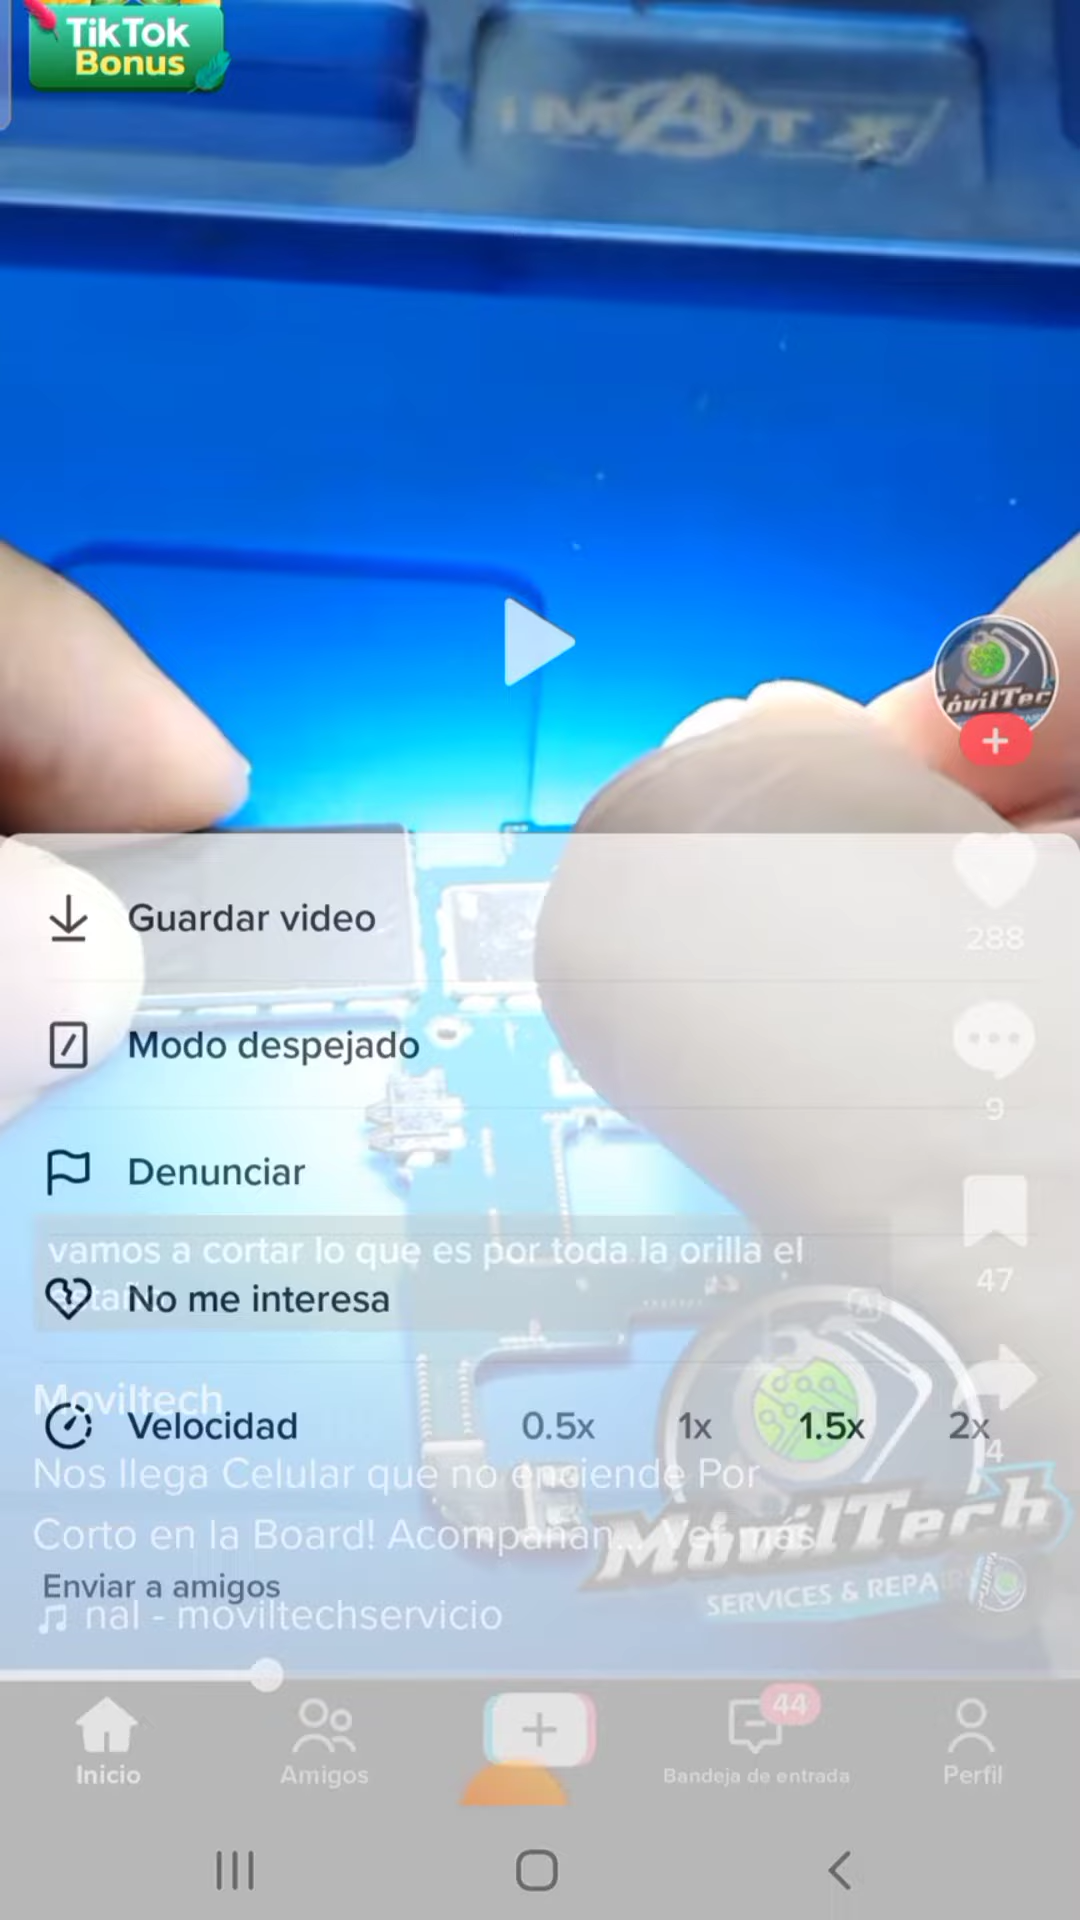 TikTok
Bonus
MóvilTec
288
Guardar video
9
Modo despejado
Denunciar
vamos a cortar lo que es por toda la orilla el
No me interesa
47
Moviltech
Velocidad 0.5x 1x 1.5x 2x
4
Nos llega Celular que no enciende Por
Corto en la Board! Acompañan... Ver más
MóvilTech
SERVICES & REPAIR
Enviar a amigos
nal - moviltechservicio
44
Inicio
Amigos
Bandeja de entrada
Perfil